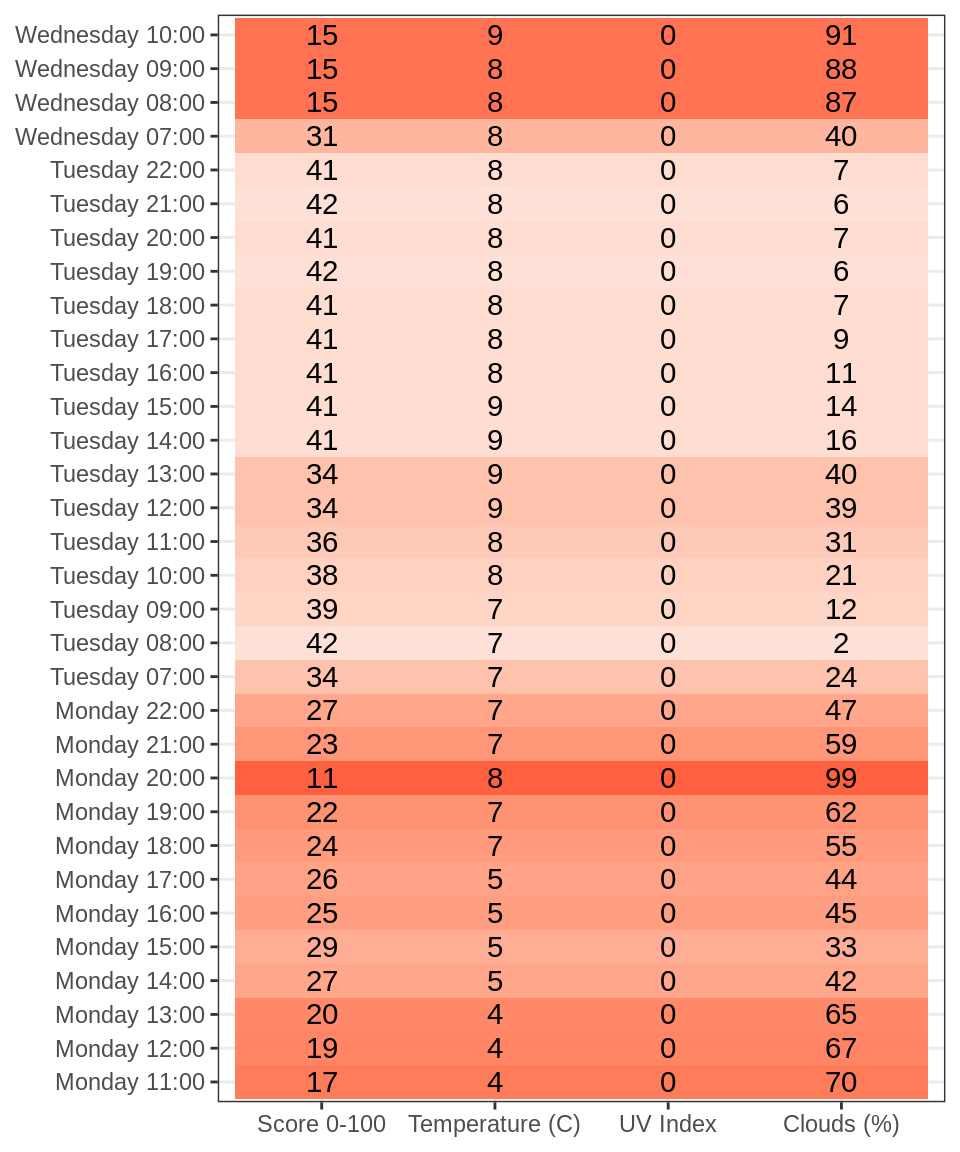 Wednesday 10:00 15 9 0 91
Wednesday 09:00 15 8 0 88
Wednesday 08:00 15 8 0 87
Wednesday 07:00 31 8 0 40
Tuesday 22:00 41 8 0 7
Tuesday 21:00 42 8 0 6
Tuesday 20:00 41 8 0 7
Tuesday 19:00 42 8 0 6
Tuesday 18:00 41 8 0 7
Tuesday 17:00 41 8 0 9
Tuesday 16:00 41 8 0 11
Tuesday 15:00 41 9 0 14
Tuesday 14:00 41 9 0 16
Tuesday 13:00 34 9 0 40
Tuesday 12:00 34 9 0 39
Tuesday 11:00 36 8 0 31
Tuesday 10:00 38 8 0 21
Tuesday 09:00 39 7 0 12
Tuesday 08:00 42 7 0 2
Tuesday 07:00 34 7 0 24
Monday 22:00 27 7 0 47
Monday 21:00 23 7 0 59
Monday 20:00 11 8 0 99
Monday 19:00 22 7 0 62
Monday 18:00 24 7 0 55
Monday 17:00 26 5 0 44
Monday 16:00 25 5 0 45
Monday 15:00 29 5 0 33
Monday 14:00 27 5 0 42
Monday 13:00 20 4 0 65
Monday 12:00 19 4 0 67
Monday 11:00 17 4 0 70
Score 0-100 Temperature (C) UV Index Clouds (%)